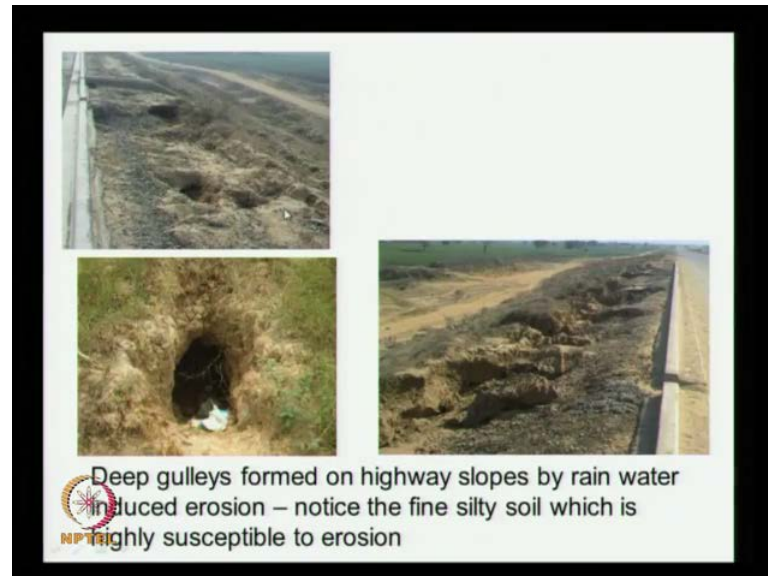 Deep gulleys formed on highway slopes by rain water
induced erosion – notice the fine silty soil which is
highly susceptible to erosion
NPTEL